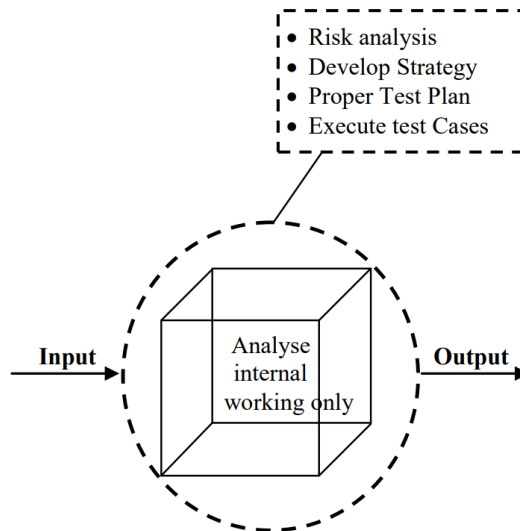 • Risk analysis
• Develop Strategy
• Proper Test Plan
• Execute test Cases
Input
Analyse
internal
working only
Output